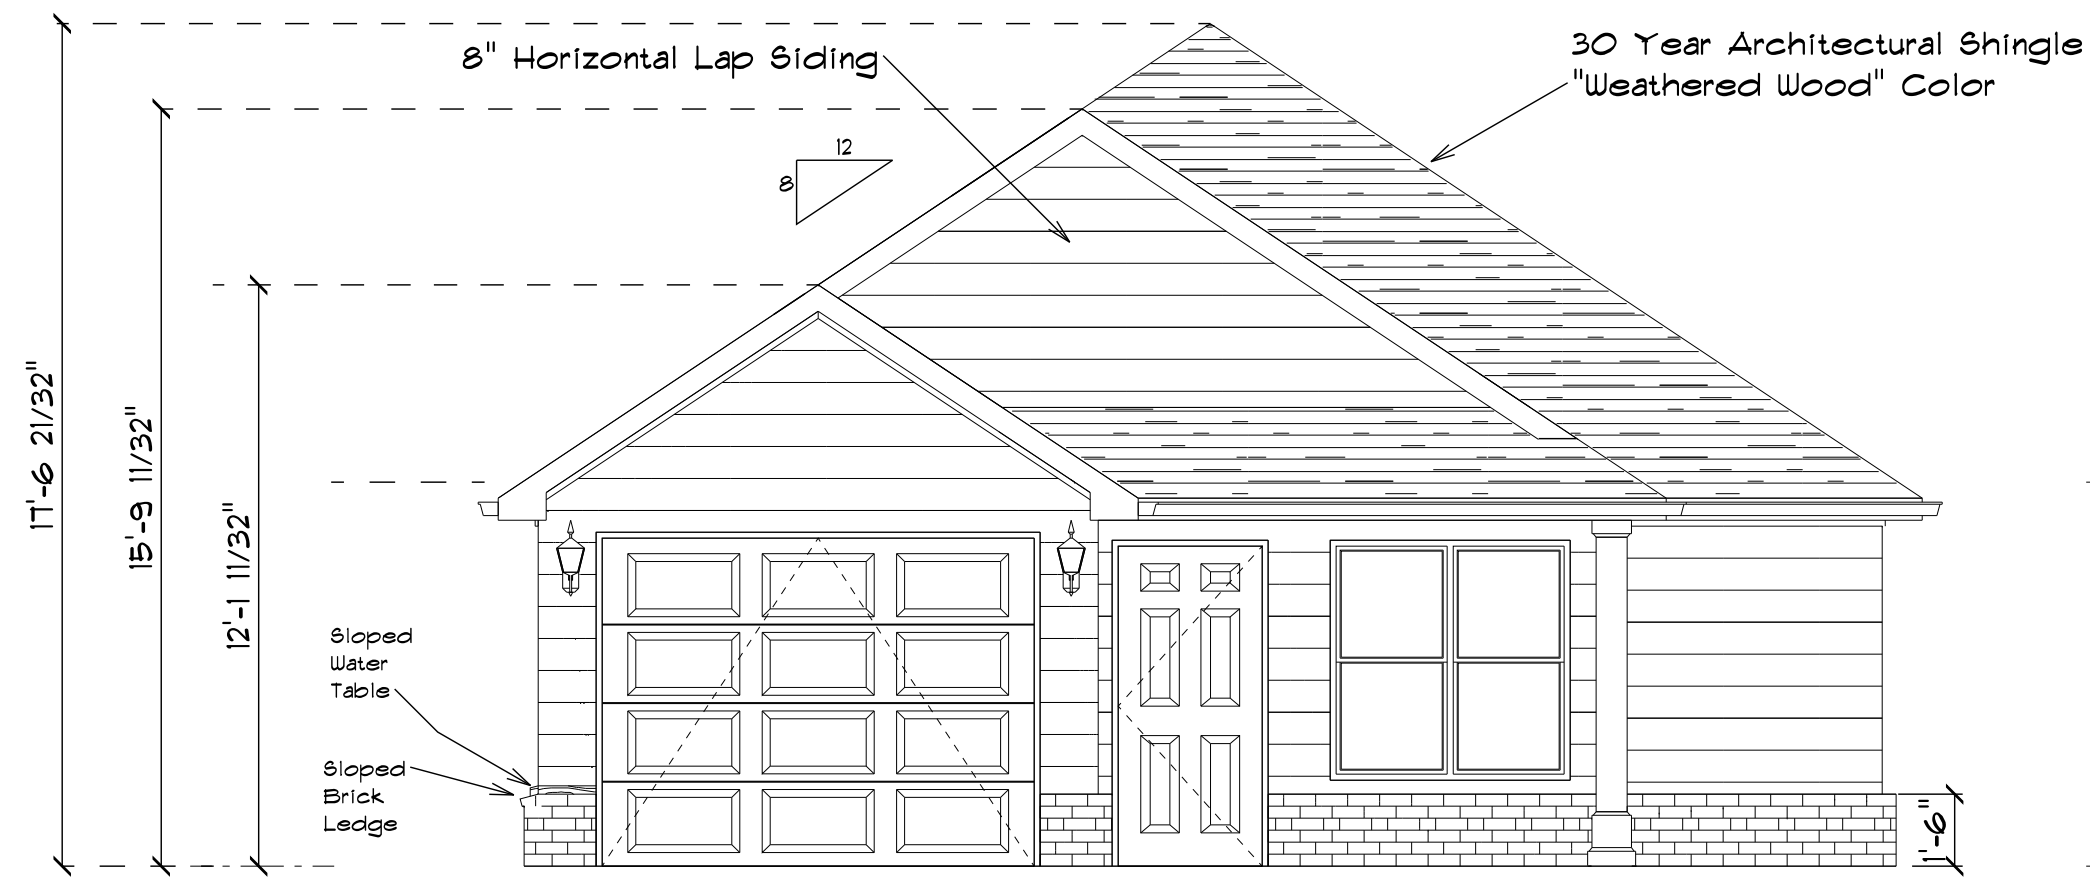 8" Horizontal Lap Siding
30 Year Architectural Shingle
"Weathered Wood" Color
12
8
17'-6 21/32"
15'-9 11/32"
12'-1 11/32"
Sloped
Water
Table
Sloped
Brick
Ledge
1'-6"